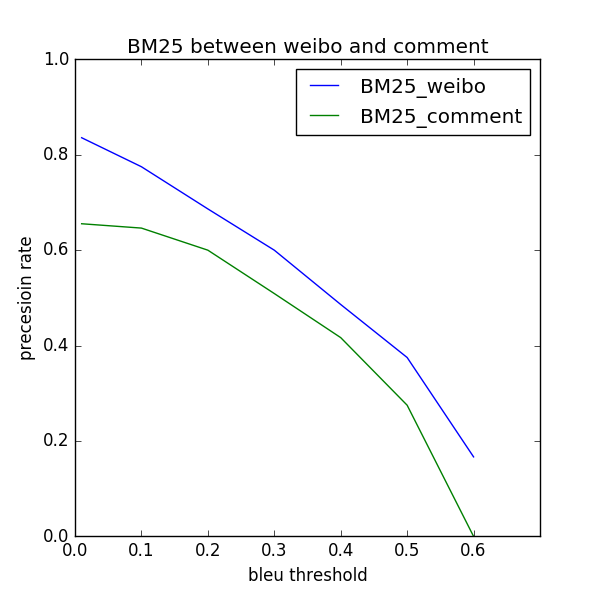 BM25 between weibo and comment
BM25_weibo
BM25_comment
1.0
0.8
0.6
0.4
0.2
0.0
precesioin rate
0.0 0.1 0.2 0.3 0.4 0.5 0.6
bleu threshold